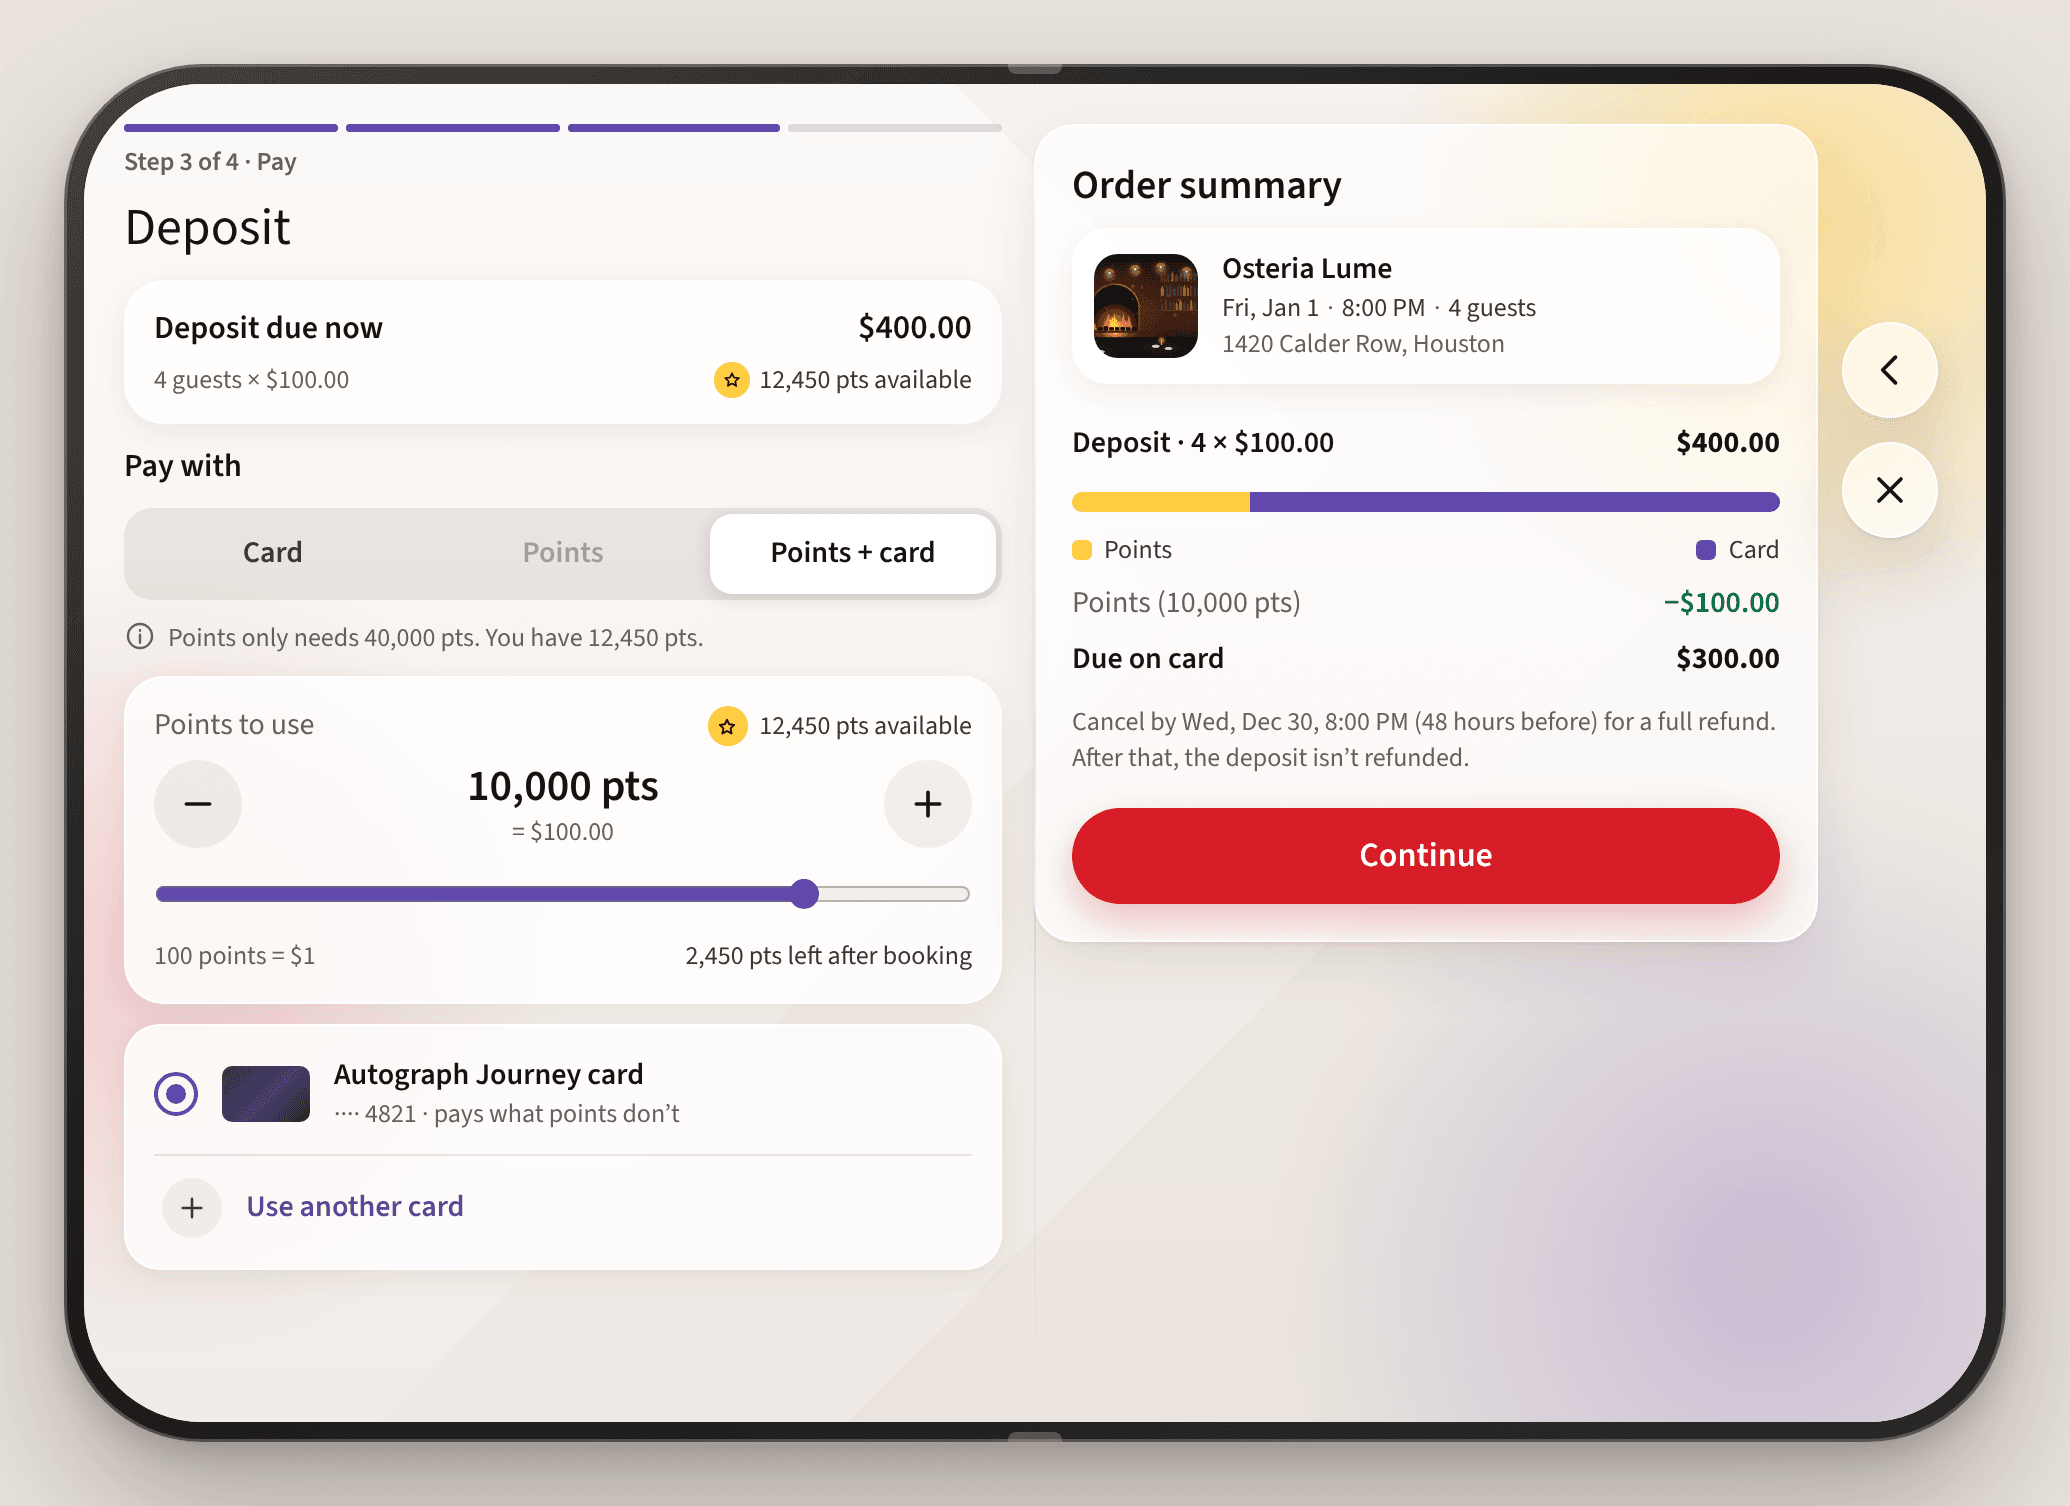 Step 3 of 4 · Pay
Deposit
Deposit due now
$400.00
4 guests × $100.00
12,450 pts available
Pay with
Card
Points
Points + card
Points only needs 40,000 pts. You have 12,450 pts.
Points to use
12,450 pts available
10,000 pts
= $100.00
100 points = $1
2,450 pts left after booking
Autograph Journey card
···· 4821 · pays what points don’t
Use another card
Order summary
Osteria Lume
Fri, Jan 1 · 8:00 PM · 4 guests
1420 Calder Row, Houston
Deposit · 4 × $100.00
$400.00
Points
Card
Points (10,000 pts)
−$100.00
Due on card
$300.00
Cancel by Wed, Dec 30, 8:00 PM (48 hours before) for a full refund.
After that, the deposit isn’t refunded.
Continue